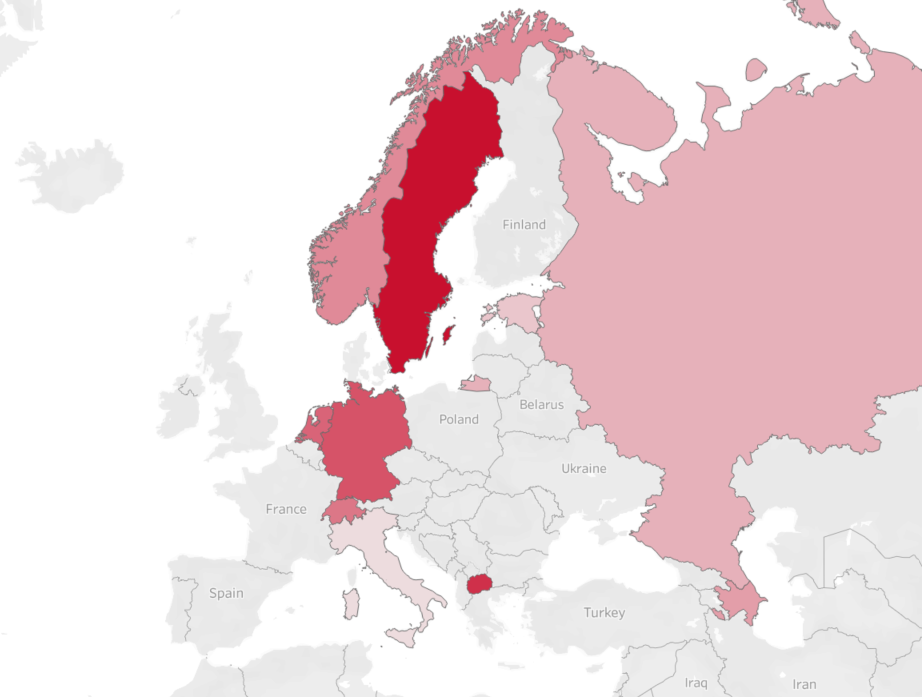 Finland
Belarus
Poland
Ukraine
France
Spain
Turkey
Iraq
Iran